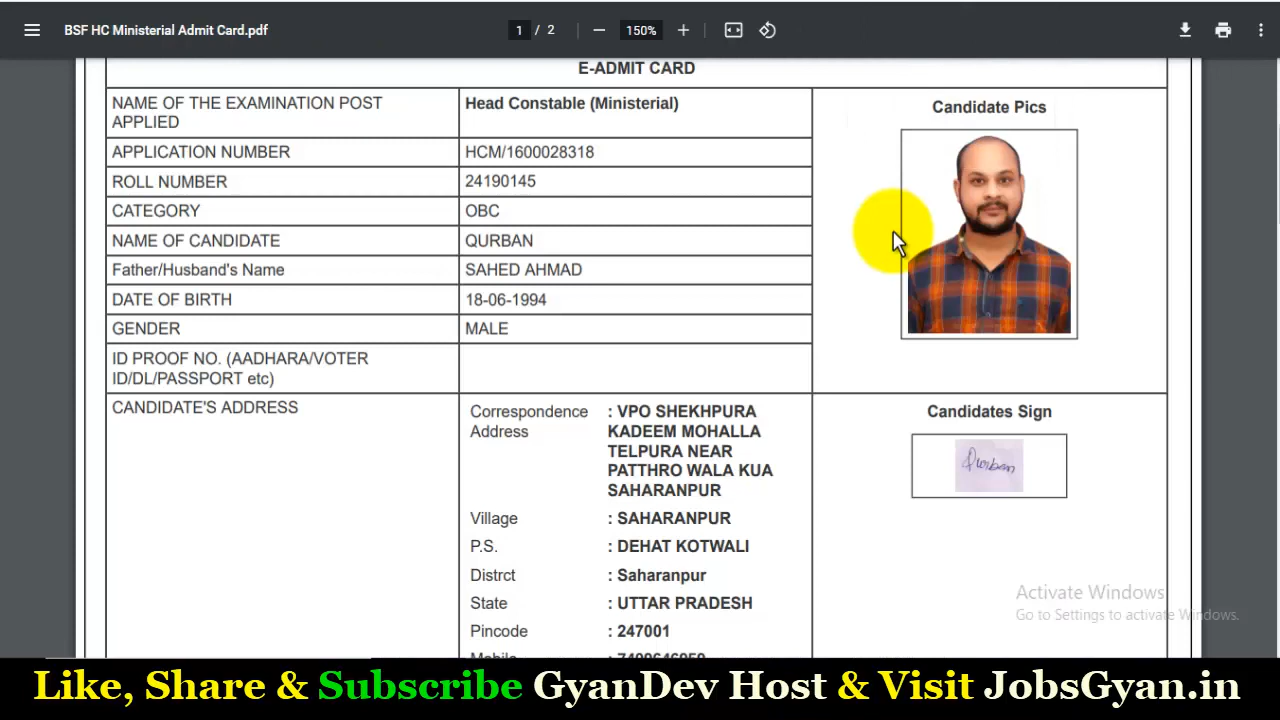 BSF HC Ministerial Admit Card.pdf
1 / 2
150%
E-ADMIT CARD
NAME OF THE EXAMINATION POST APPLIED
Head Constable (Ministerial)
Candidate Pics
APPLICATION NUMBER
HCM/1600028318
ROLL NUMBER
24190145
CATEGORY
OBC
NAME OF CANDIDATE
QURBAN
Father/Husband's Name
SAHED AHMAD
DATE OF BIRTH
18-06-1994
GENDER
MALE
ID PROOF NO. (AADHARA/VOTER
ID/DL/PASSPORT etc)
CANDIDATE'S ADDRESS
Correspondence Address
: VPO SHEKHPURA
KADEEM MOHALLA
TELPURA NEAR
PATTHRO WALA KUA
SAHARANPUR
Village : SAHARANPUR
P.S. : DEHAT KOTWALI
Distrct : Saharanpur
State : UTTAR PRADESH
Pincode : 247001
Candidates Sign
Qurban
Activate Windows
Go to Settings to activate Windows.
Like, Share & Subscribe GyanDev Host & Visit JobsGyan.in